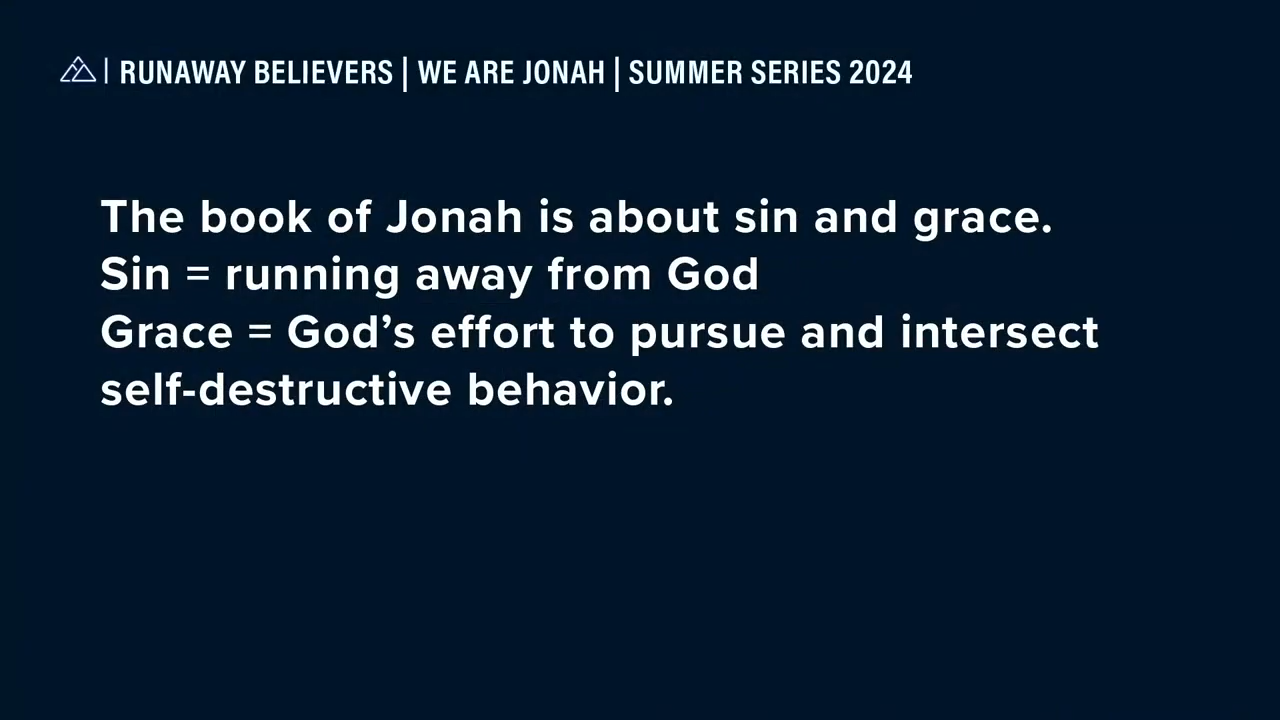 | RUNAWAY BELIEVERS | WE ARE JONAH | SUMMER SERIES 2024
The book of Jonah is about sin and grace.
Sin = running away from God
Grace = God’s effort to pursue and intersect
self-destructive behavior.